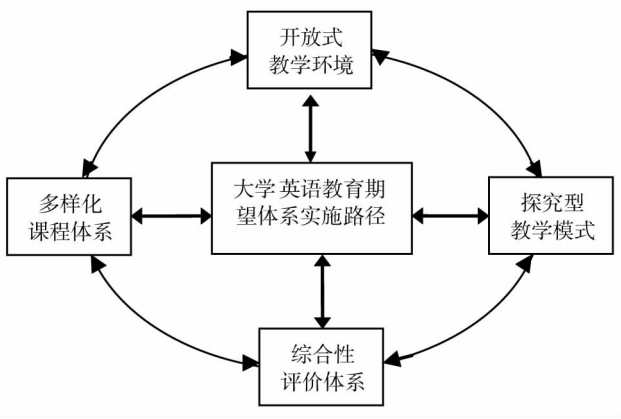 开放式
教学环境
多样化
课程体系
大学英语教育期
望体系实施路径
探究型
教学模式
综合性
评价体系